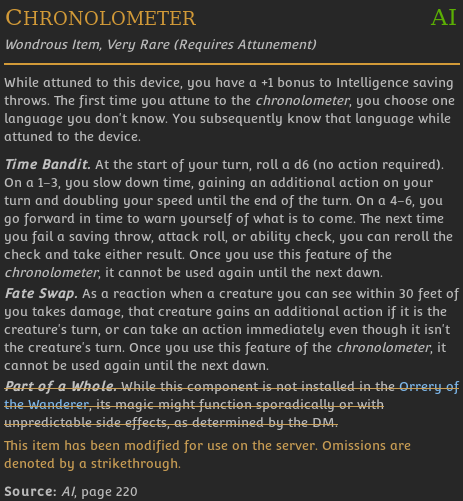 CHRONOLOMETER AI
Wondrous Item, Very Rare (Requires Attunement)
While attuned to this device, you have a +1 bonus to Intelligence saving
throws. The first time you attune to the chronolometer, you choose one
language you don't know. You subsequently know that language while
attuned to the device.
Time Bandit. At the start of your turn, roll a d6 (no action required).
On a 1–3, you slow down time, gaining an additional action on your
turn and doubling your speed until the end of the turn. On a 4–6, you
go forward in time to warn yourself of what is to come. The next time
you fail a saving throw, attack roll, or ability check, you can reroll the
check and take either result. Once you use this feature of the
chronolometer, it cannot be used again until the next dawn.
Fate Swap. As a reaction when a creature you can see within 30 feet of
you takes damage, that creature gains an additional action if it is the
creature's turn, or can take an action immediately even though it isn't
the creature's turn. Once you use this feature of the chronolometer, it
cannot be used again until the next dawn.
Part of a Whole. While this component is not installed in the Orrery of
the Wanderer, its magic might function sporadically or with
unpredictable side effects, as determined by the DM.
This item has been modified for use on the server. Omissions are
denoted by a strikethrough.
Source: AI, page 220